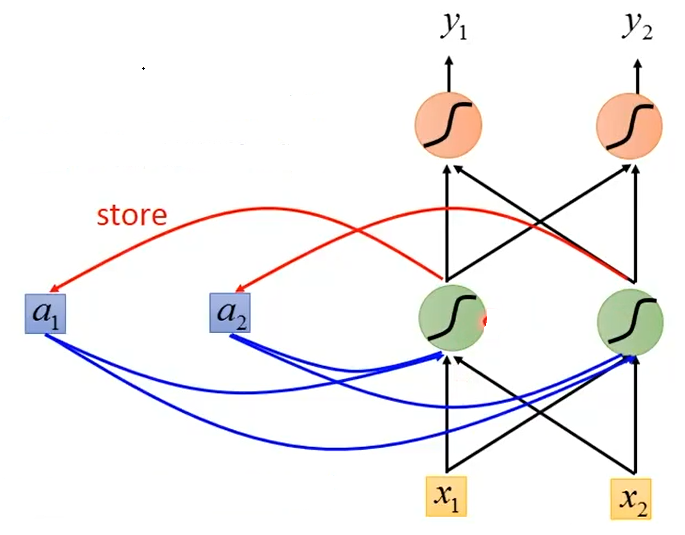 y₁ y₂
store
a₁ a₂
x₁ x₂